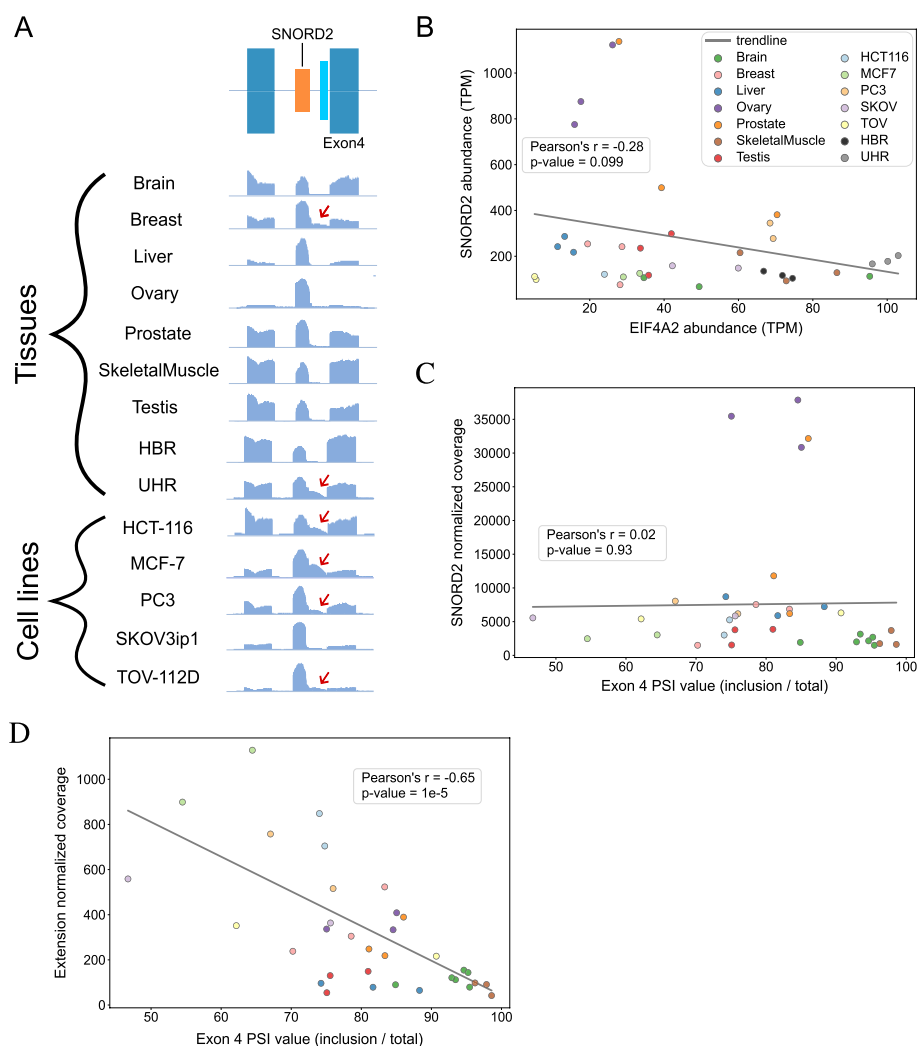 A
SNORD2
Exon4
Tissues
Brain
Breast
Liver
Ovary
Prostate
SkeletalMuscle
Testis
HBR
UHR
Cell lines
HCT-116
MCF-7
PC3
SKOV3ip1
TOV-112D
B
SNORD2 abundance (TPM)
1000
800
600
400
200
trendline
Brain
Breast
Liver
Ovary
Prostate
SkeletalMuscle
Testis
HCT116
MCF7
PC3
SKOV
TOV
HBR
UHR
Pearson's r = -0.28
p-value = 0.099
20 40 60 80 100
EIF4A2 abundance (TPM)
C
SNORD2 normalized coverage
35000
30000
25000
20000
15000
10000
5000
0
Pearson's r = 0.02
p-value = 0.93
50 60 70 80 90 100
Exon 4 PSI value (inclusion / total)
D
Extension normalized coverage
1000
800
600
400
200
0
Pearson's r = -0.65
p-value = 1e-5
50 60 70 80 90 100
Exon 4 PSI value (inclusion / total)